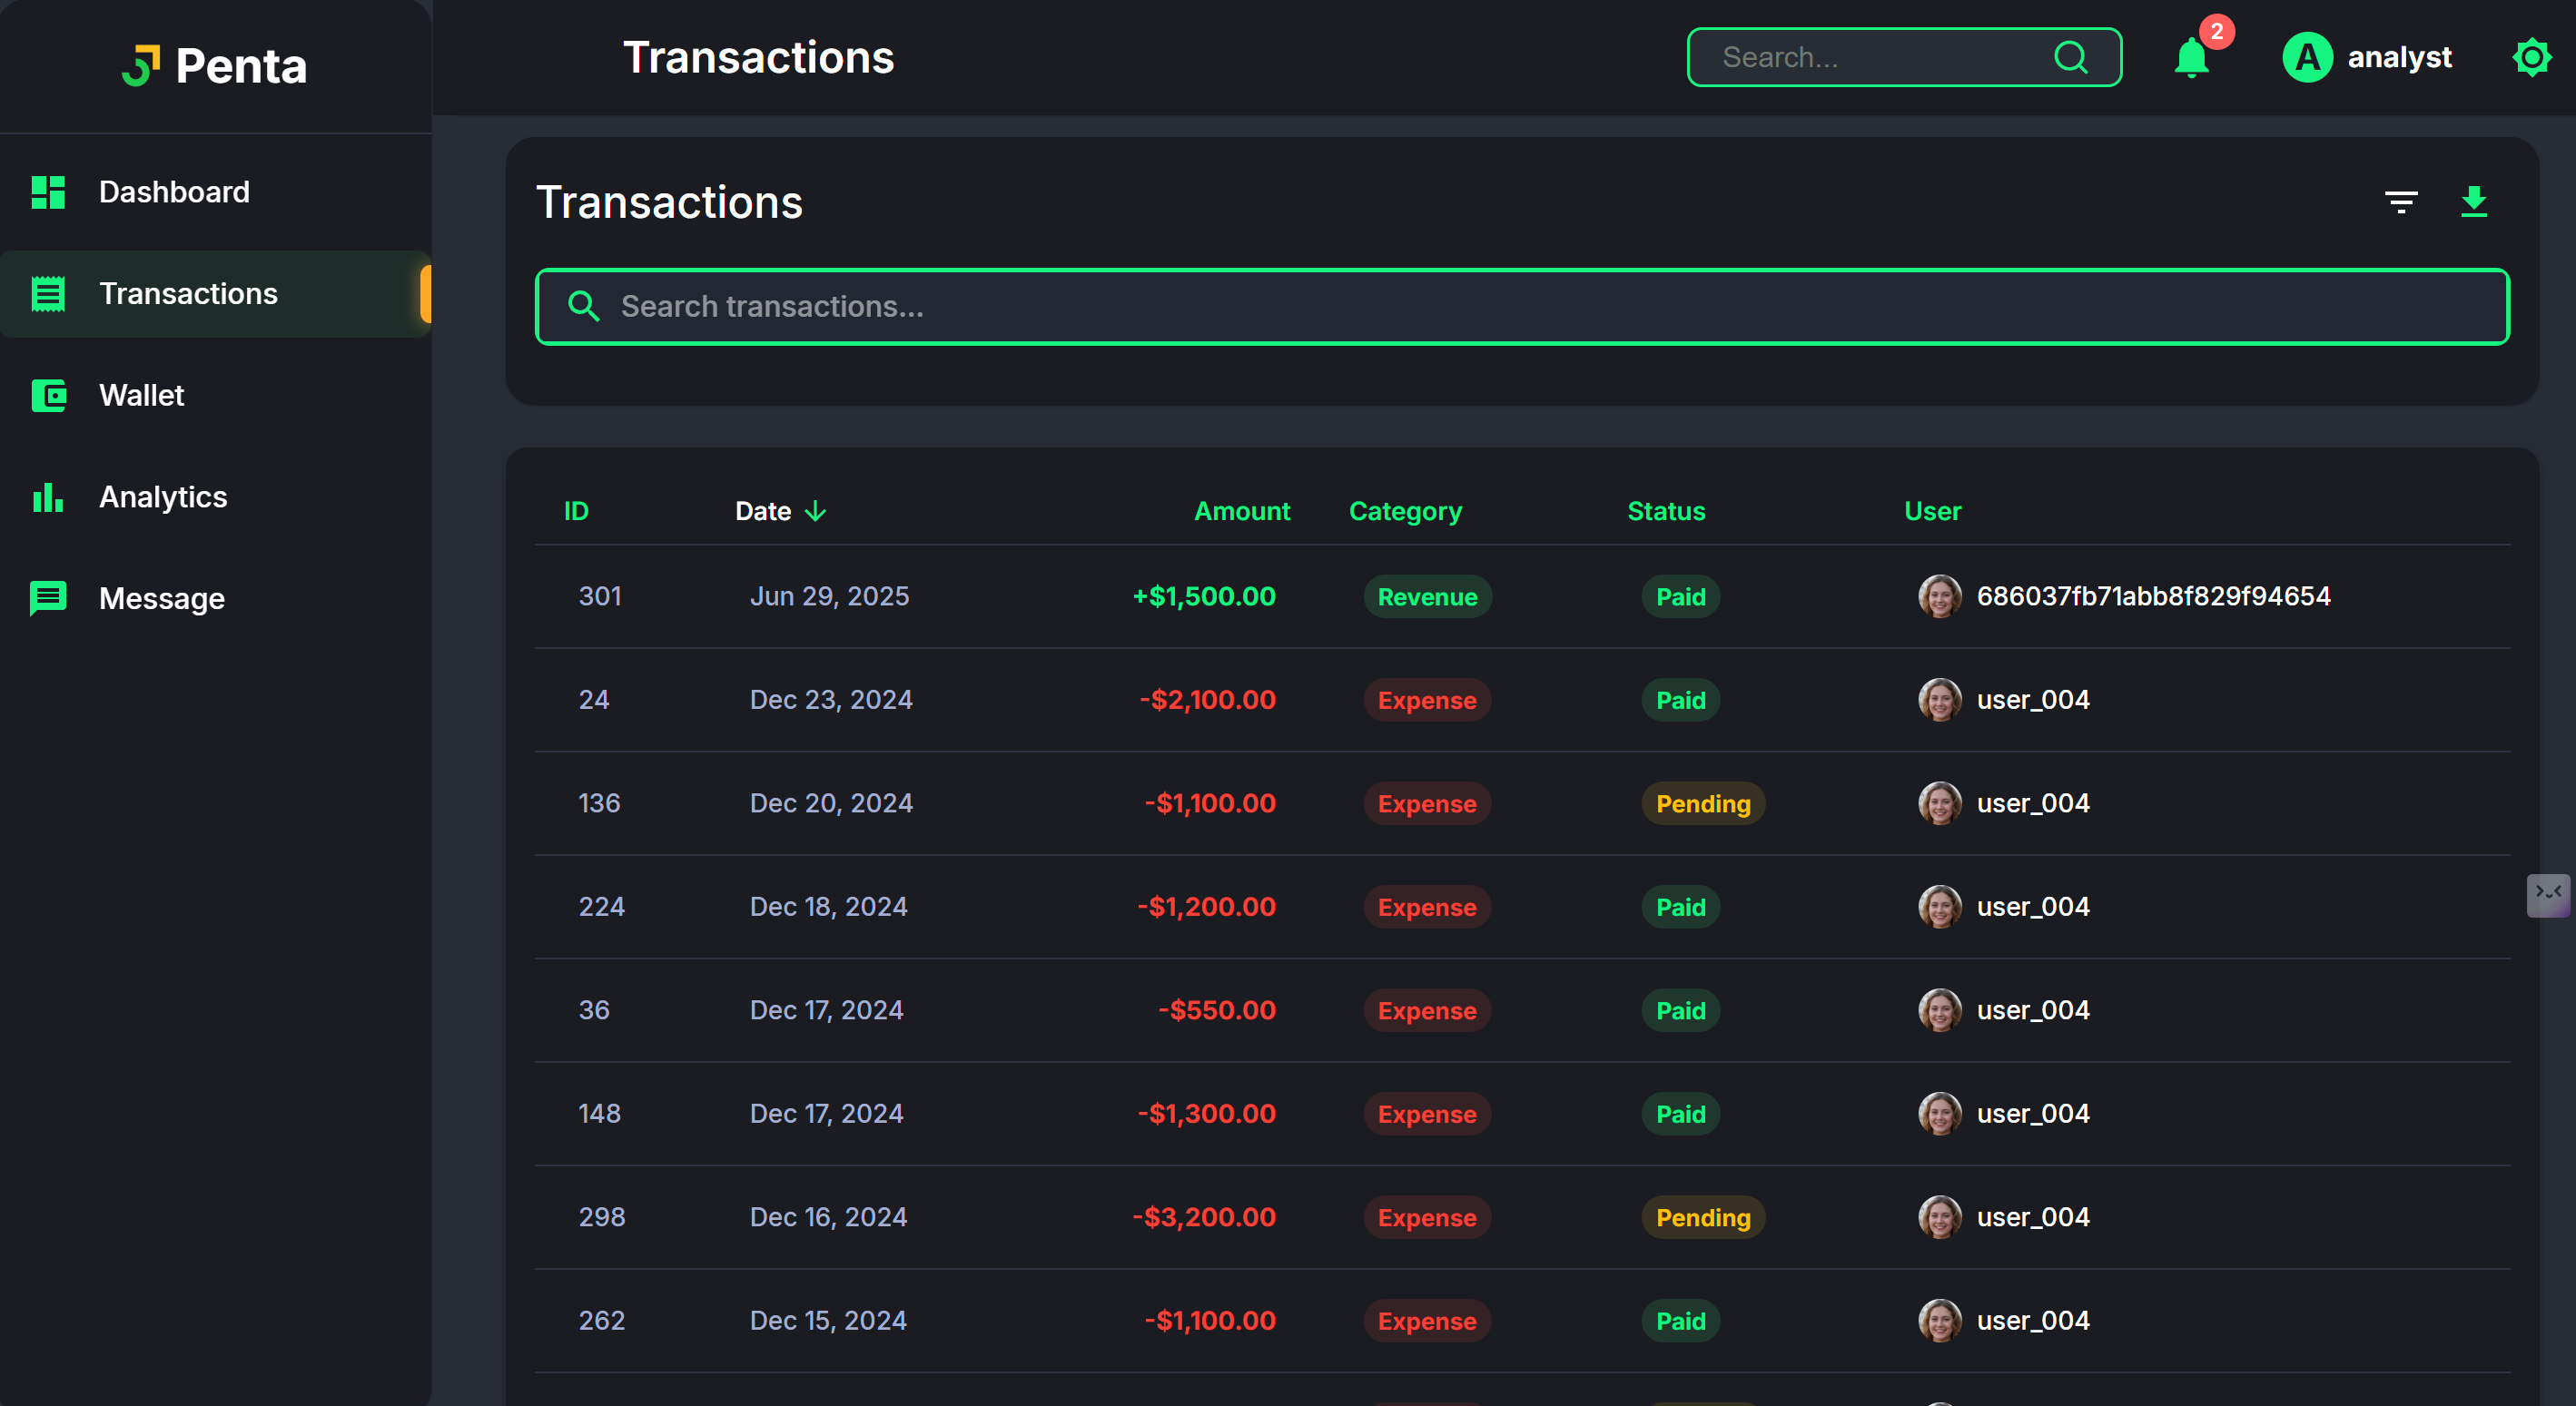 Penta
Transactions
Search...
2
A
analyst
Dashboard
Transactions
Wallet
Analytics
Message
Transactions
Search transactions...
ID Date Amount Category Status User
301 Jun 29, 2025 +$1,500.00 Revenue Paid 686037fb71abb8f829f94654
24 Dec 23, 2024 -$2,100.00 Expense Paid user_004
136 Dec 20, 2024 -$1,100.00 Expense Pending user_004
224 Dec 18, 2024 -$1,200.00 Expense Paid user_004
36 Dec 17, 2024 -$550.00 Expense Paid user_004
148 Dec 17, 2024 -$1,300.00 Expense Paid user_004
298 Dec 16, 2024 -$3,200.00 Expense Pending user_004
262 Dec 15, 2024 -$1,100.00 Expense Paid user_004